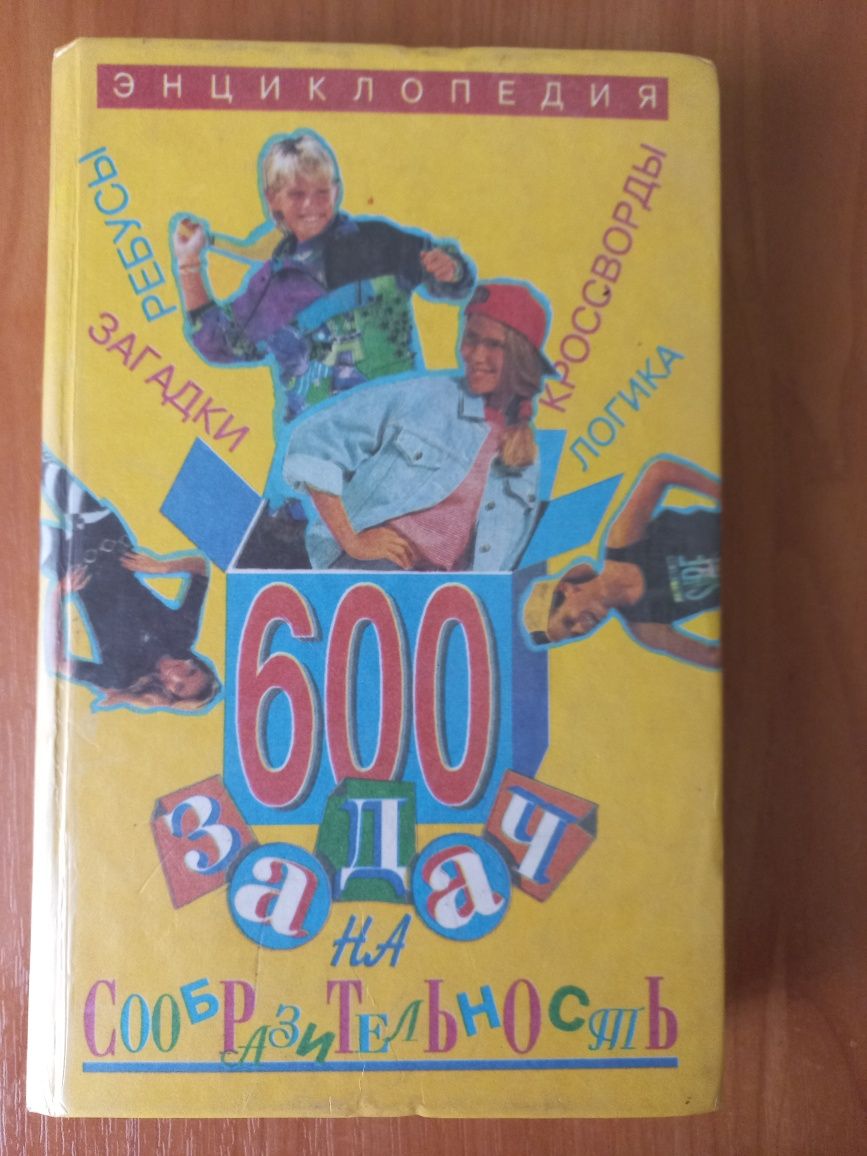 ЭНЦИКЛОПЕДИЯ
РЕБУСЫ
ЗАГАДКИ
КРОССВОРДЫ
ЛОГИКА
600
ЗАДАЧ
НА
СООБРАЗИТЕЛЬНОСТЬ